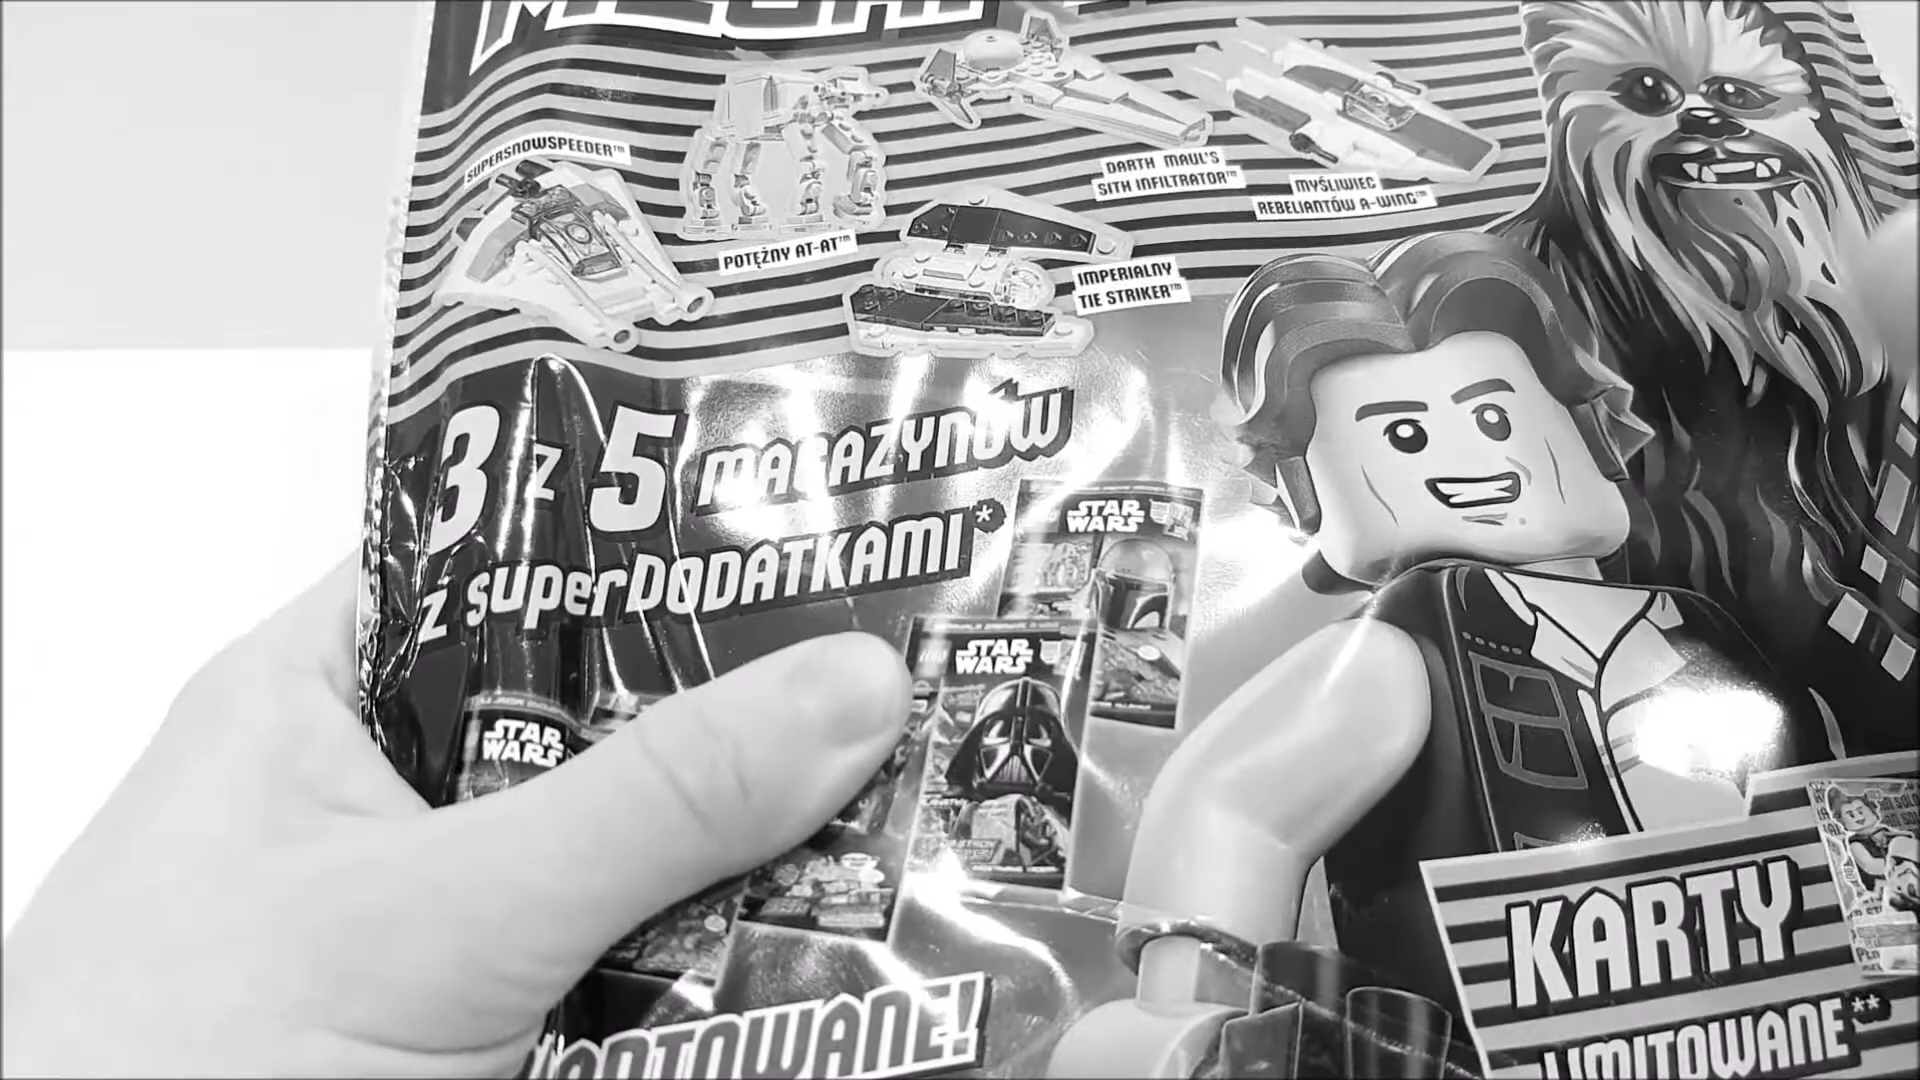 SUPERSNOWSPEEDER™
POTĘŻNY AT-AT™
DARTH MAUL'S
SITH INFILTRATOR™
MYŚLIWIEC
REBELIANTÓW A-WING™
IMPERIALNY
TIE STRIKER™
3 z 5 MAGAZYNÓW
z superDODATKAMI*
STAR
WARS
STAR
WARS
STAR
WARS
KARTY
LIMITOWANE**